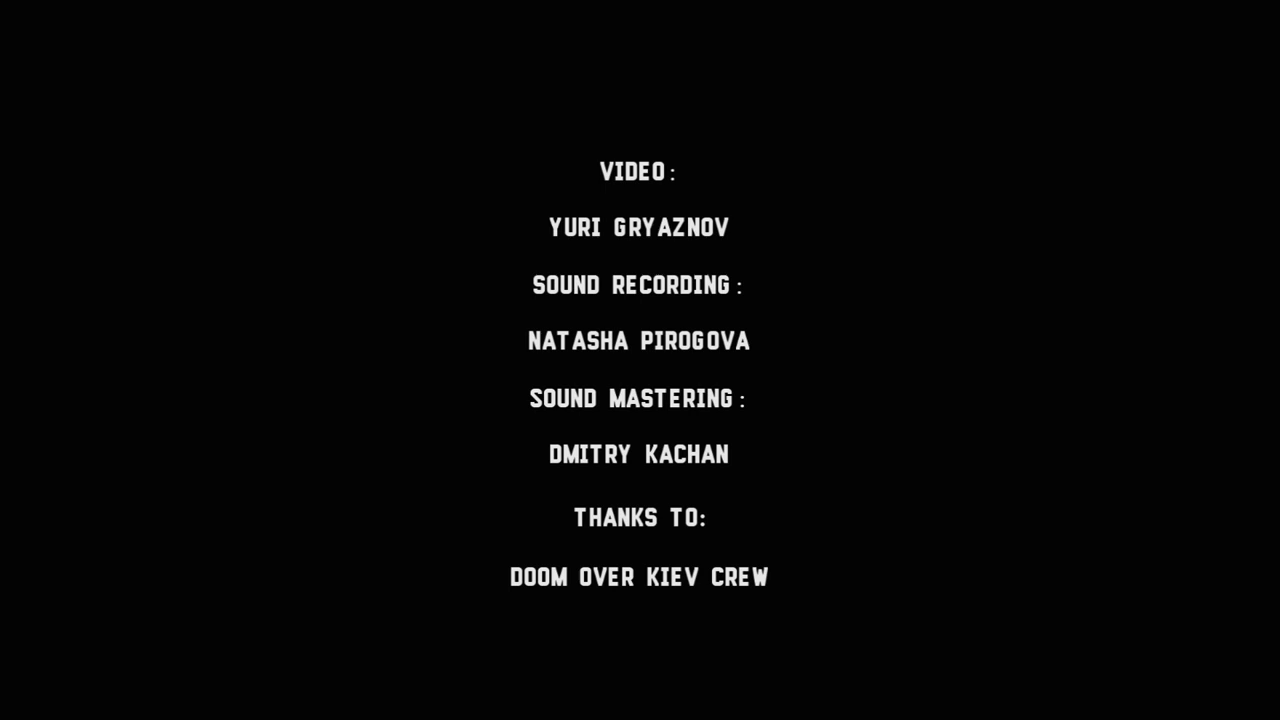 VIDEO:
YURI GRYAZNOV
SOUND RECORDING:
NATASHA PIROGOVA
SOUND MASTERING:
DMITRY KACHAN
THANKS TO:
DOOM OVER KIEV CREW